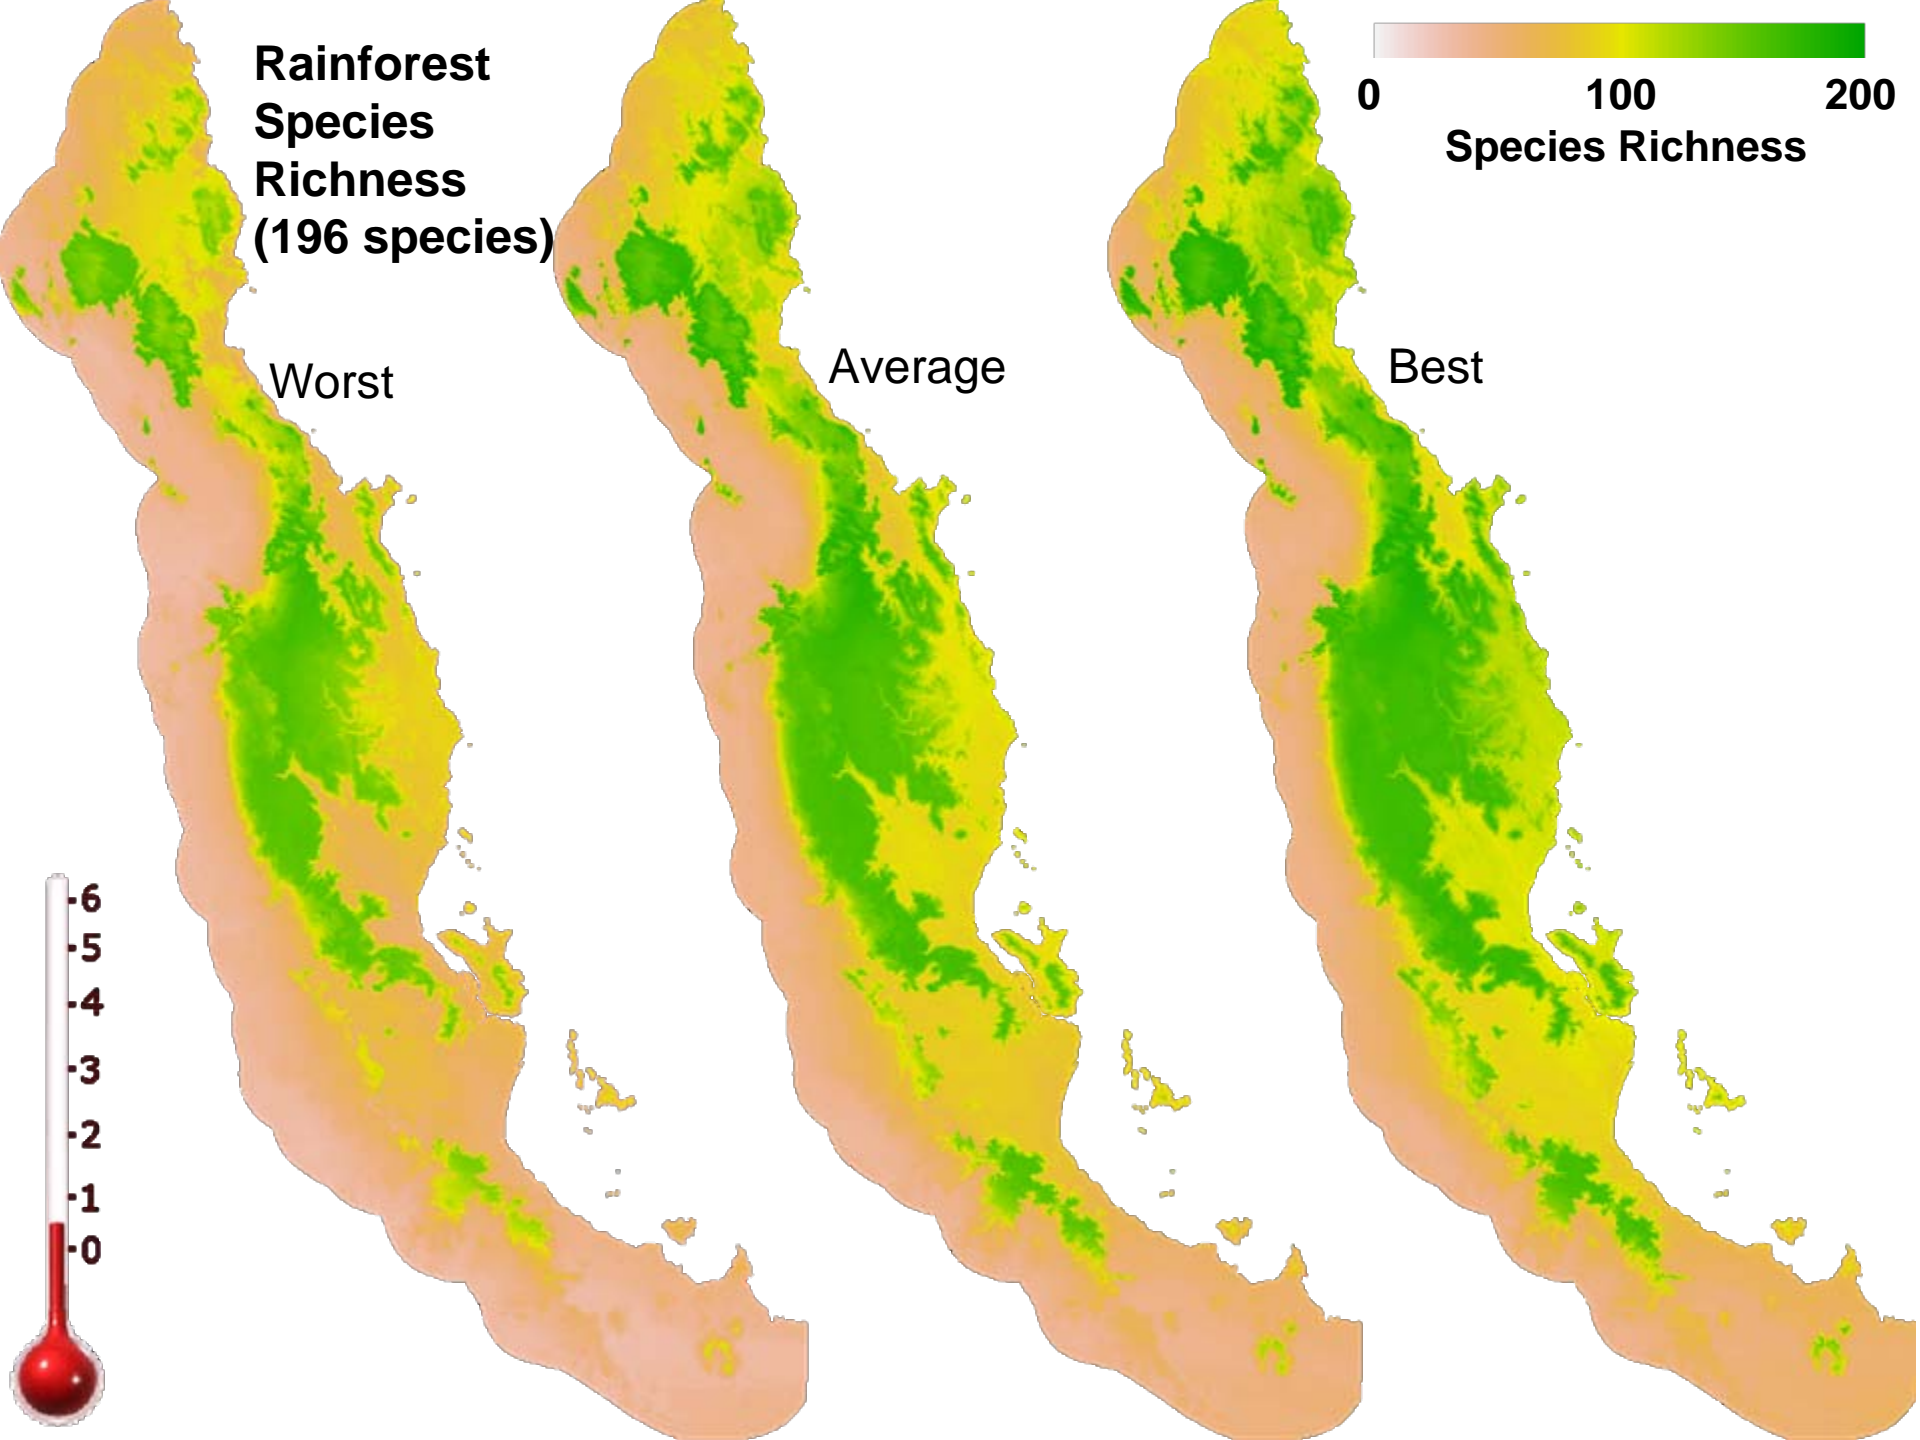 Rainforest
Species
Richness
(196 species)
0 100 200
Species Richness
Worst
Average
Best
6
5
4
3
2
1
0